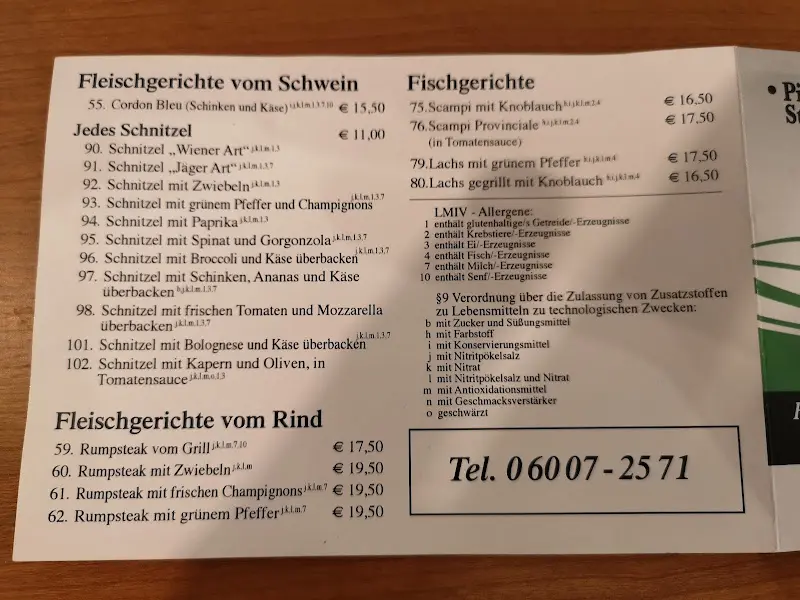 Fleischgerichte vom Schwein
55. Cordon Bleu (Schinken und Käse) i.j.k.l.m.1.3.7.10 € 15,50
Jedes Schnitzel € 11,00
90. Schnitzel „Wiener Art“ j.k.l.m.1.3
91. Schnitzel „Jäger Art“ j.k.l.m.1.3.7
92. Schnitzel mit Zwiebeln j.k.l.m.1.3
93. Schnitzel mit grünem Pfeffer und Champignons j.k.l.m.1.3.7
94. Schnitzel mit Paprika j.k.l.m.1.3
95. Schnitzel mit Spinat und Gorgonzola j.k.l.m.1.3.7
96. Schnitzel mit Broccoli und Käse überbacken j.k.l.m.1.3.7
97. Schnitzel mit Schinken, Ananas und Käse
überbacken h.j.k.l.m.1.3.7
98. Schnitzel mit frischen Tomaten und Mozzarella
überbacken j.k.l.m.1.3.7
101. Schnitzel mit Bolognese und Käse überbacken j.k.l.m.1.3.7
102. Schnitzel mit Kapern und Oliven, in
Tomatensauce j.k.l.m.o.1.3
Fleischgerichte vom Rind
59. Rumpsteak vom Grill j.k.l.m.7.10 € 17,50
60. Rumpsteak mit Zwiebeln j.k.l.m € 19,50
61. Rumpsteak mit frischen Champignons j.k.l.m.7 € 19,50
62. Rumpsteak mit grünem Pfeffer j.k.l.m.7 € 19,50
Fischgerichte
75. Scampi mit Knoblauch h.i.j.k.l.m.2.4 € 16,50
76. Scampi Provinciale h.i.j.k.l.m.2.4 € 17,50
(in Tomatensauce)
79. Lachs mit grünem Pfeffer h.i.j.k.l.m.4 € 17,50
80. Lachs gegrillt mit Knoblauch h.i.j.k.l.m.4 € 16,50
LMIV - Allergene:
1 enthält glutenhaltige/s Getreide/-Erzeugnisse
2 enthält Krebstiere/-Erzeugnisse
3 enthält Ei/-Erzeugnisse
4 enthält Fisch/-Erzeugnisse
7 enthält Milch/-Erzeugnisse
10 enthält Senf/-Erzeugnisse
§9 Verordnung über die Zulassung von Zusatzstoffen
zu Lebensmitteln zu technologischen Zwecken:
b mit Zucker und Süßungsmittel
h mit Farbstoff
i mit Konservierungsmittel
j mit Nitritpökelsalz
k mit Nitrat
l mit Nitritpökelsalz und Nitrat
m mit Antioxidationsmittel
n mit Geschmacksverstärker
o geschwärzt
Tel. 0 60 07 - 25 71